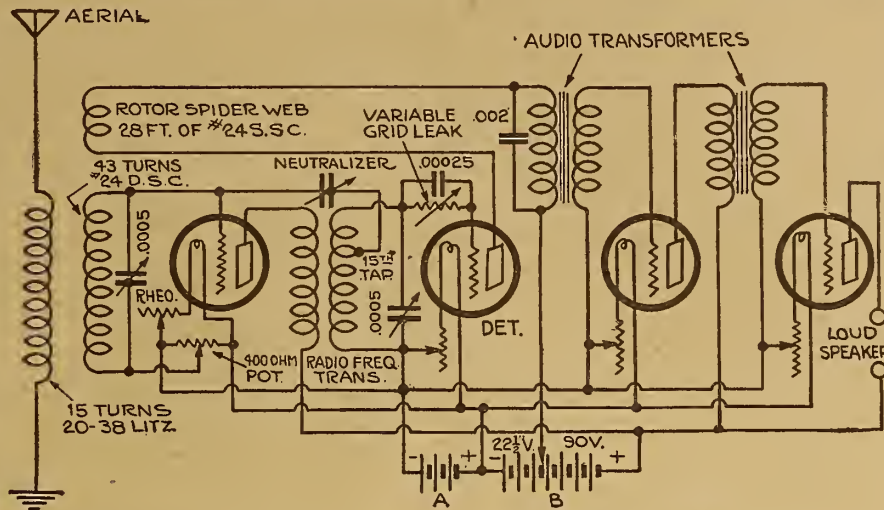 AERIAL
AUDIO TRANSFORMERS
ROTOR SPIDER WEB
28 FT. OF #24 S.S.C.
VARIABLE
GRID LEAK
.002
43 TURNS
#24 D.S.C.
NEUTRALIZER
.00025
.0005
15TH
TAP.
RHEO.
.0005
DET.
400 OHM
POT.
RADIO FREQ.
TRANS.
LOUD
SPEAKER
15 TURNS
20-38 LITZ
- +
A
- 22½V. 90V. +
B